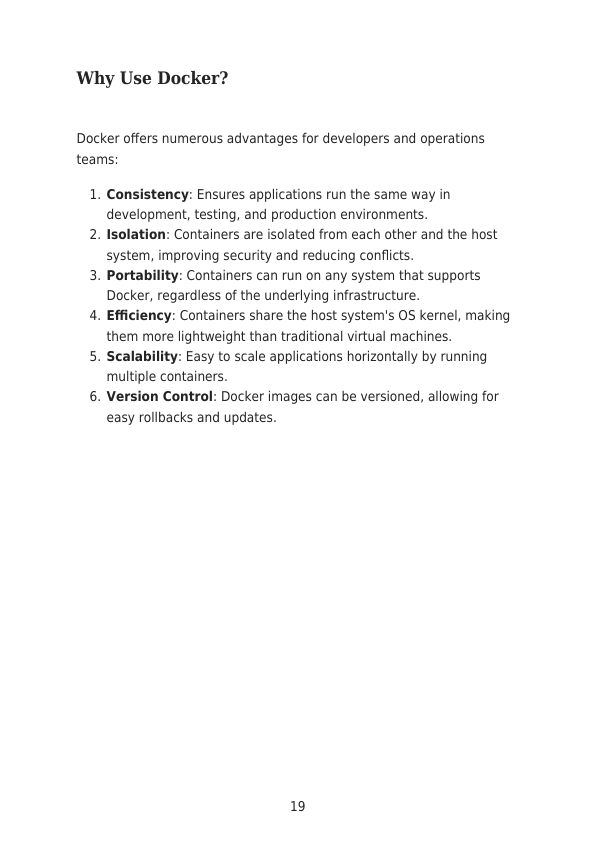 Why Use Docker?
Docker offers numerous advantages for developers and operations
teams:
1. Consistency: Ensures applications run the same way in
development, testing, and production environments.
2. Isolation: Containers are isolated from each other and the host
system, improving security and reducing conflicts.
3. Portability: Containers can run on any system that supports
Docker, regardless of the underlying infrastructure.
4. Efficiency: Containers share the host system's OS kernel, making
them more lightweight than traditional virtual machines.
5. Scalability: Easy to scale applications horizontally by running
multiple containers.
6. Version Control: Docker images can be versioned, allowing for
easy rollbacks and updates.
19